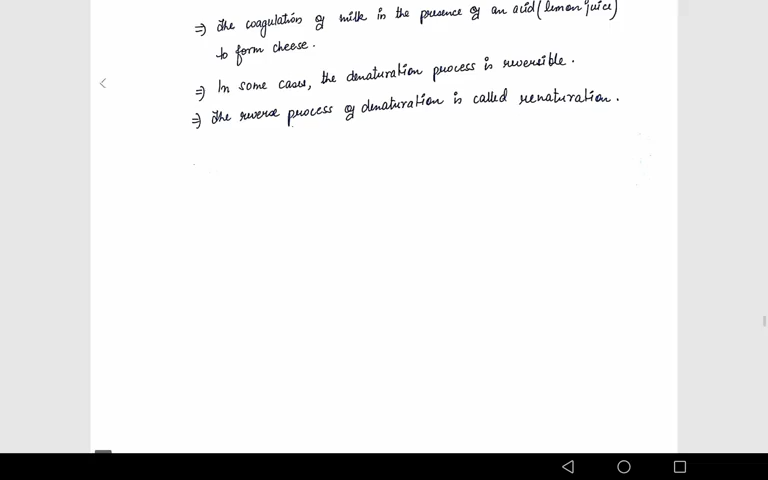 ⇒ The coagulation of milk in the presence of an acid (lemon juice)
to form cheese.
⇒ In some cases, the denaturation process is reversible.
⇒ The reverse process of denaturation is called renaturation.